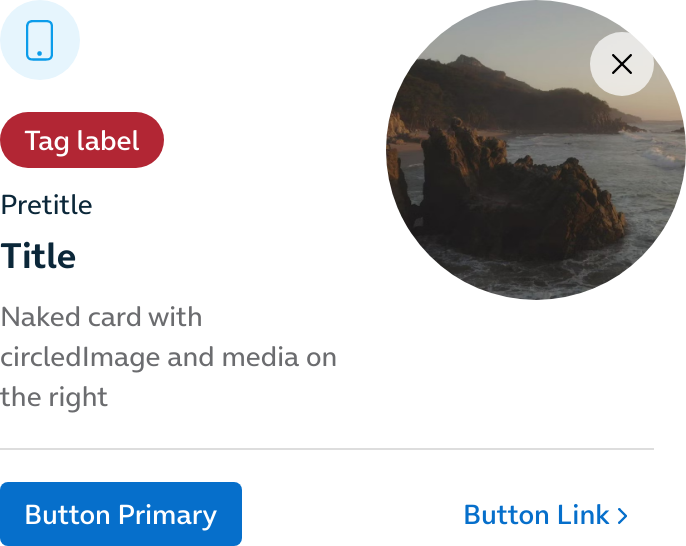 Tag label
Pretitle
Title
Naked card with
circledImage and media on
the right
Button Primary
Button Link